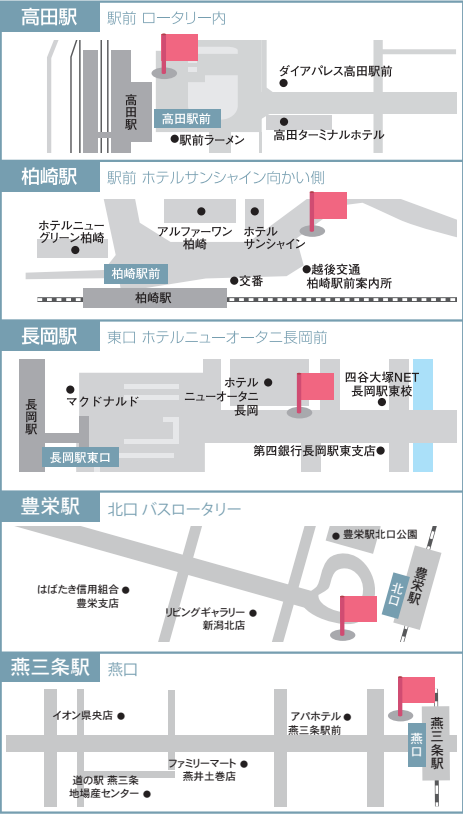 高田駅
駅前 ロータリー内
高田駅
高田駅前
ダイアパレス高田駅前
駅前ラーメン
高田ターミナルホテル
柏崎駅
駅前 ホテルサンシャイン向かい側
ホテルニュー
グリーン柏崎
アルファーワン
柏崎
ホテル
サンシャイン
柏崎駅前
交番
越後交通
柏崎駅前案内所
柏崎駅
長岡駅
東口 ホテルニューオータニ長岡前
長岡駅
マクドナルド
ホテル
ニューオータニ
長岡
四谷大塚NET
長岡駅東校
長岡駅東口
第四銀行長岡駅東支店
豊栄駅
北口 バスロータリー
豊栄駅北口公園
はばたき信用組合
豊栄支店
リビングギャラリー
新潟北店
北口
豊栄駅
燕三条駅
燕口
イオン県央店
アパホテル
燕三条駅前
燕口
燕三条駅
ファミリーマート
燕井土巻店
道の駅 燕三条
地場産センター